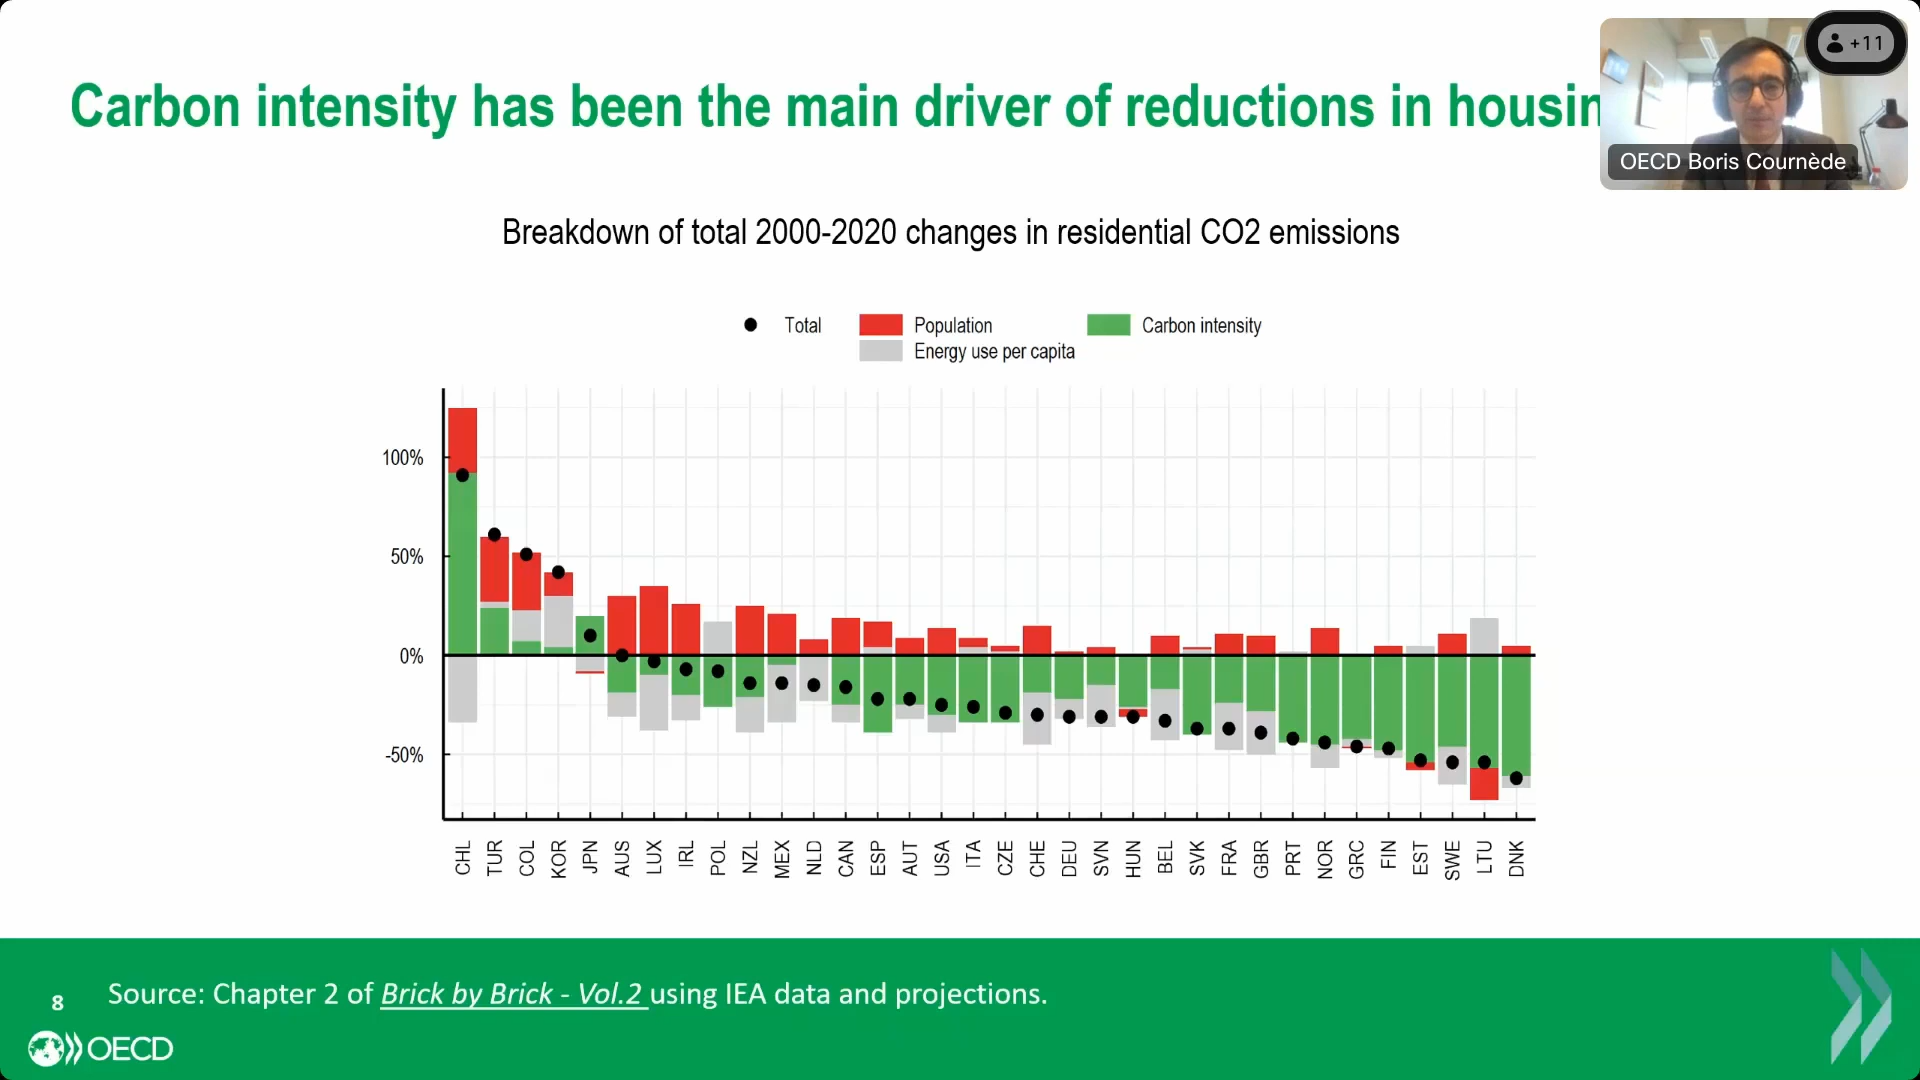 Carbon intensity has been the main driver of reductions in housin
+11
OECD Boris Cournède
Breakdown of total 2000-2020 changes in residential CO2 emissions
Total
Population
Carbon intensity
Energy use per capita
100%
50%
0%
-50%
CHL TUR COL KOR JPN AUS LUX IRL POL NZL MEX NLD CAN ESP AUT USA ITA CZE CHE DEU SVN HUN BEL SVK FRA GBR PRT NOR GRC FIN EST SWE LTU DNK
8
Source: Chapter 2 of Brick by Brick - Vol.2 using IEA data and projections.
OECD